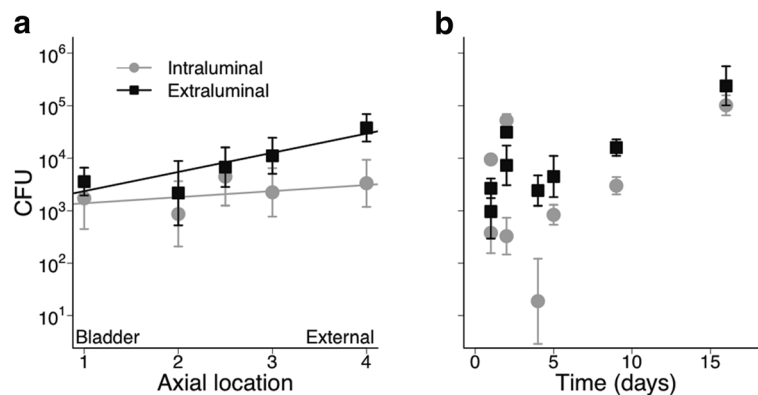 a
b
10⁶
10⁵
10⁴
10³
10²
10¹
CFU
Intraluminal
Extraluminal
Bladder
External
1 2 3 4
Axial location
0 5 10 15
Time (days)